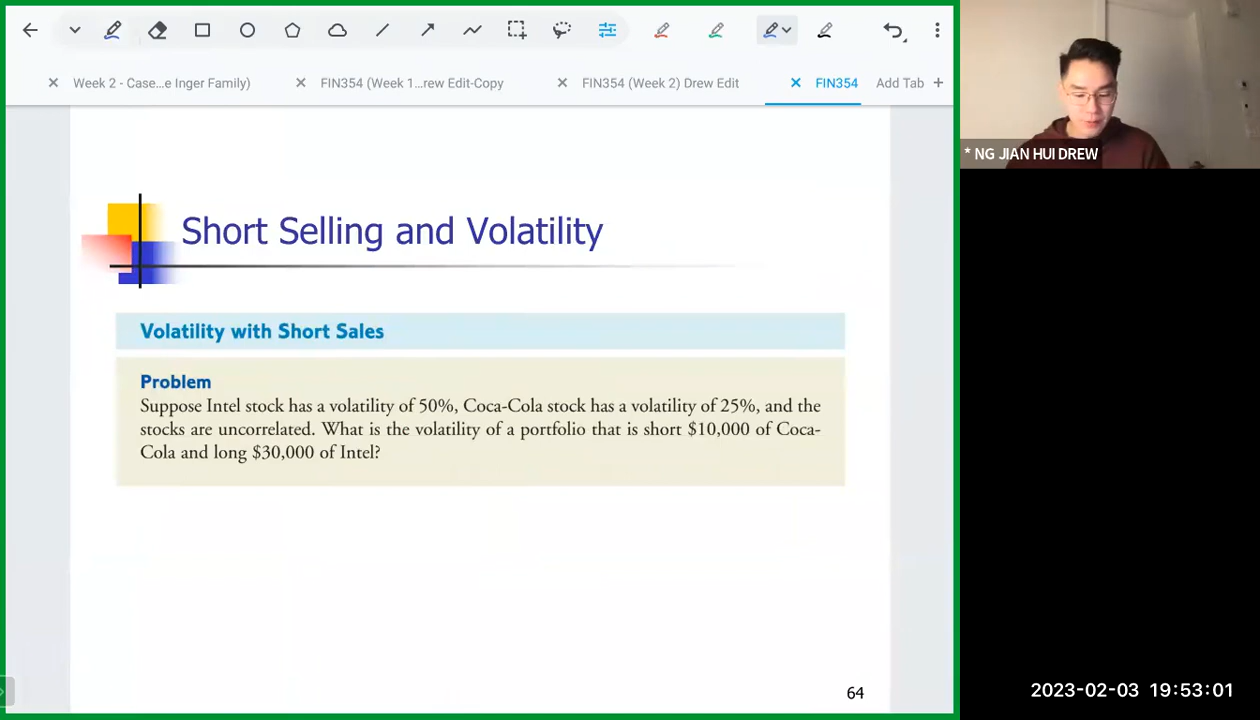 Week 2 - Case...e Inger Family)
FIN354 (Week 1...rew Edit-Copy
FIN354 (Week 2) Drew Edit
FIN354
Add Tab +
* NG JIAN HUI DREW
Short Selling and Volatility
Volatility with Short Sales
Problem
Suppose Intel stock has a volatility of 50%, Coca-Cola stock has a volatility of 25%, and the
stocks are uncorrelated. What is the volatility of a portfolio that is short $10,000 of Coca-
Cola and long $30,000 of Intel?
64
2023-02-03 19:53:01